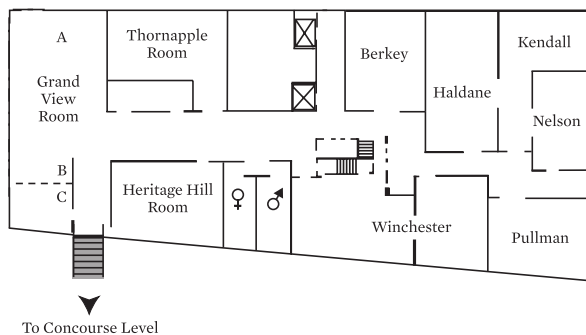 A
Thornapple
Room
Grand
View
Room
Berkey
Kendall
Haldane
Nelson
B
C
Heritage Hill
Room
Winchester
Pullman
To Concourse Level